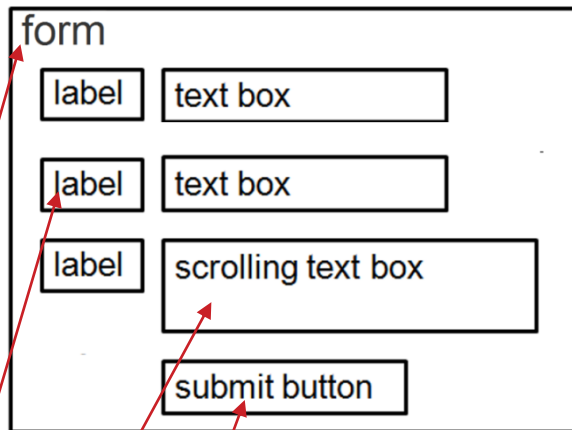 form
label text box
label text box
label scrolling text box
submit button